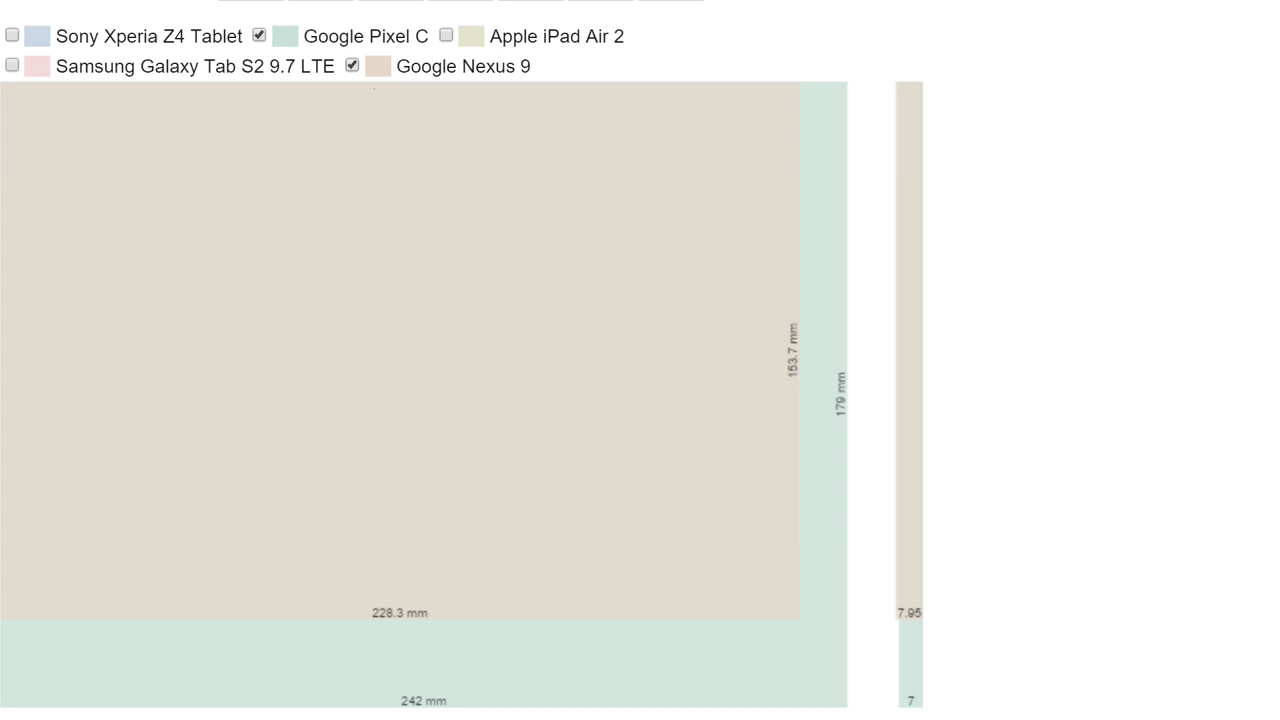 Sony Xperia Z4 Tablet Google Pixel C Apple iPad Air 2
Samsung Galaxy Tab S2 9.7 LTE Google Nexus 9
153.7 mm
179 mm
228.3 mm
7.95
242 mm
7